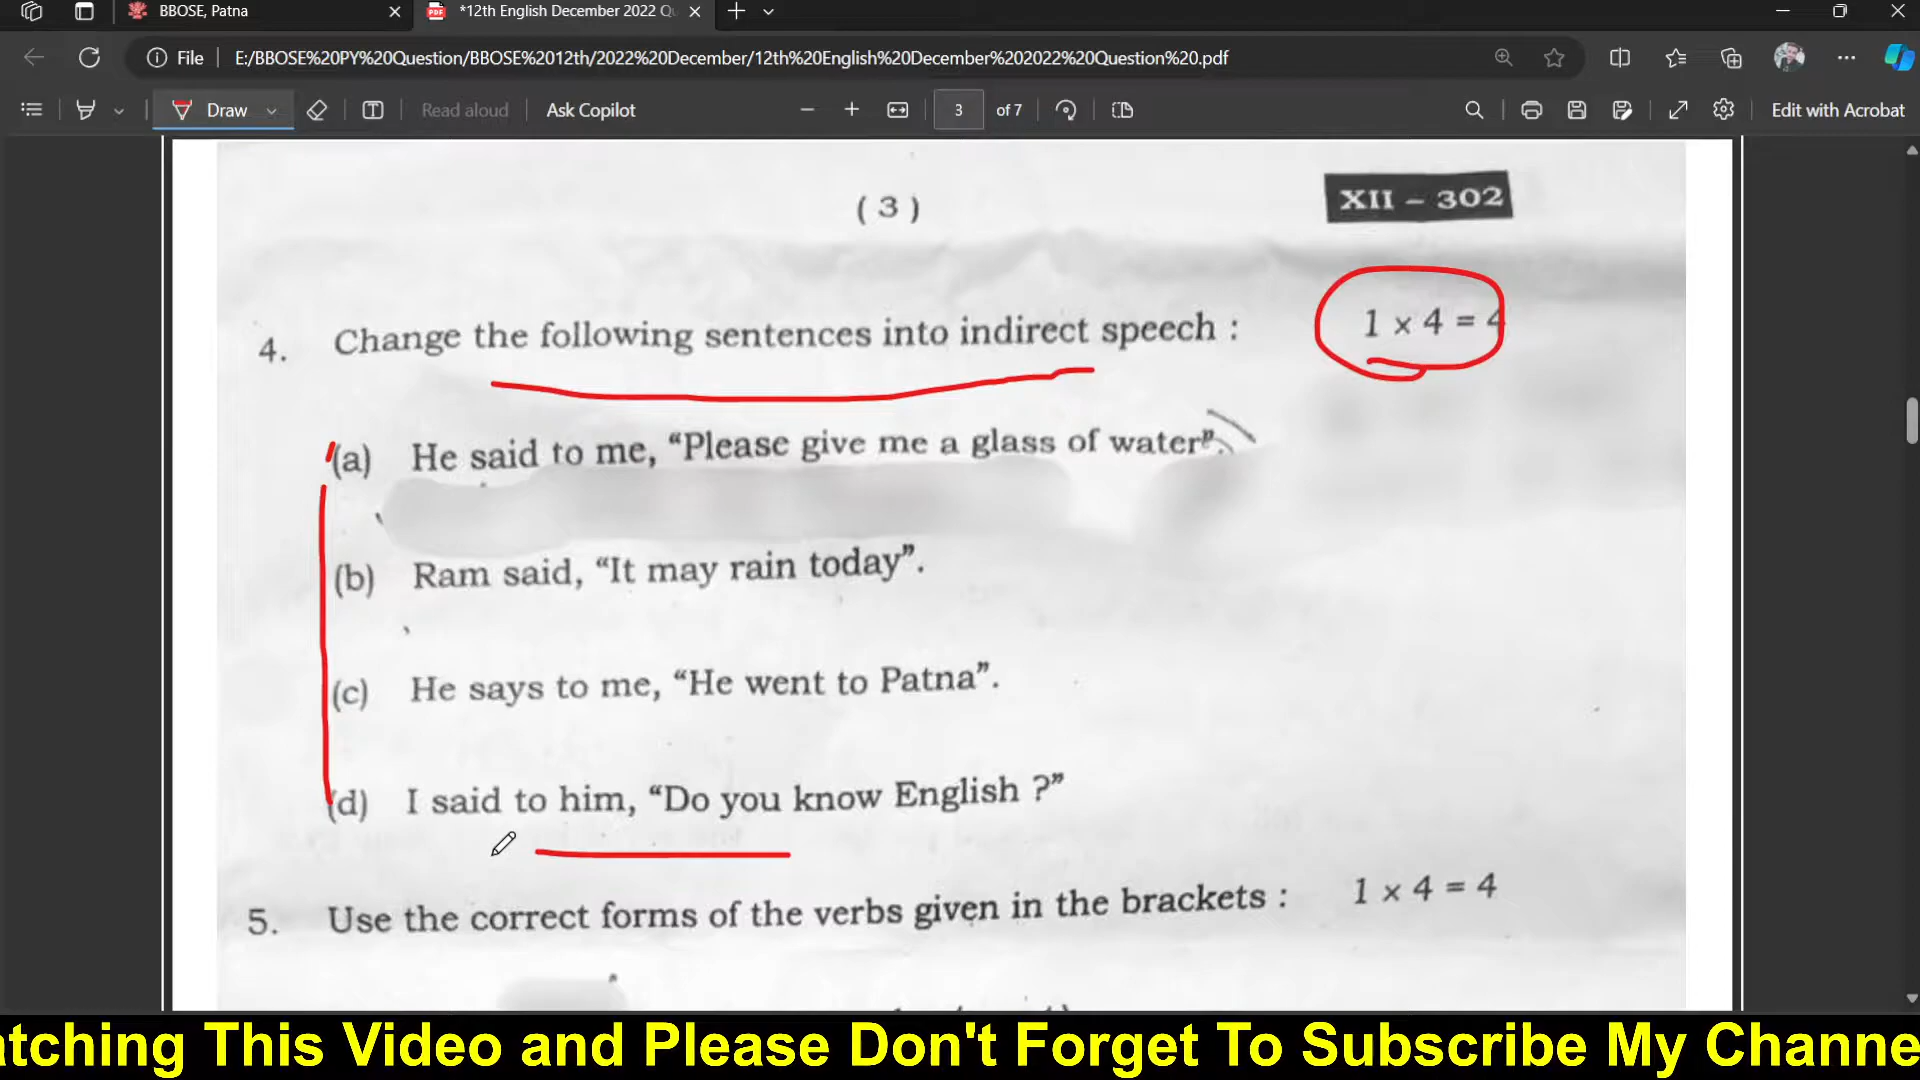 BBOSE, Patna
*12th English December 2022 Qu
File
E:/BBOSE%20PY%20Question/BBOSE%2012th/2022%20December/12th%20English%20December%202022%20Question%20.pdf
Draw
Read aloud
Ask Copilot
3
of 7
Edit with Acrobat
( 3 )
XII – 302
4. Change the following sentences into indirect speech : 1 × 4 = 4
(a) He said to me, “Please give me a glass of water”.
(b) Ram said, “It may rain today”.
(c) He says to me, “He went to Patna”.
(d) I said to him, “Do you know English ?”
5. Use the correct forms of the verbs given in the brackets : 1 × 4 = 4
atching This Video and Please Don't Forget To Subscribe My Channe